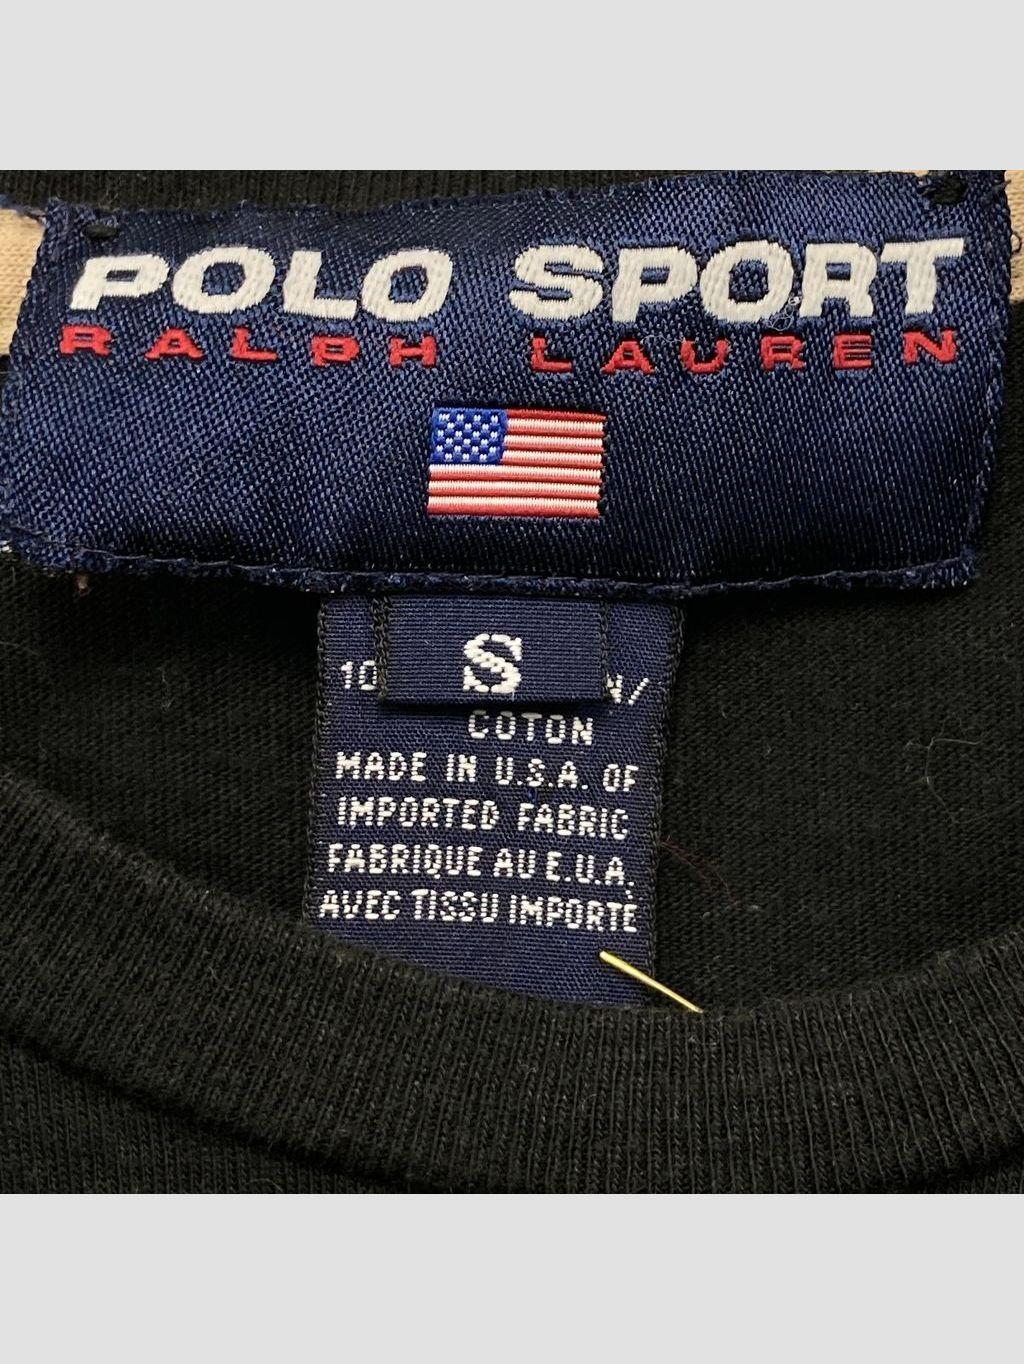 POLO SPORT
RALPH LAUREN
S
COTON
MADE IN U.S.A. OF
IMPORTED FABRIC
FABRIQUE AU E.U.A.
AVEC TISSU IMPORTE